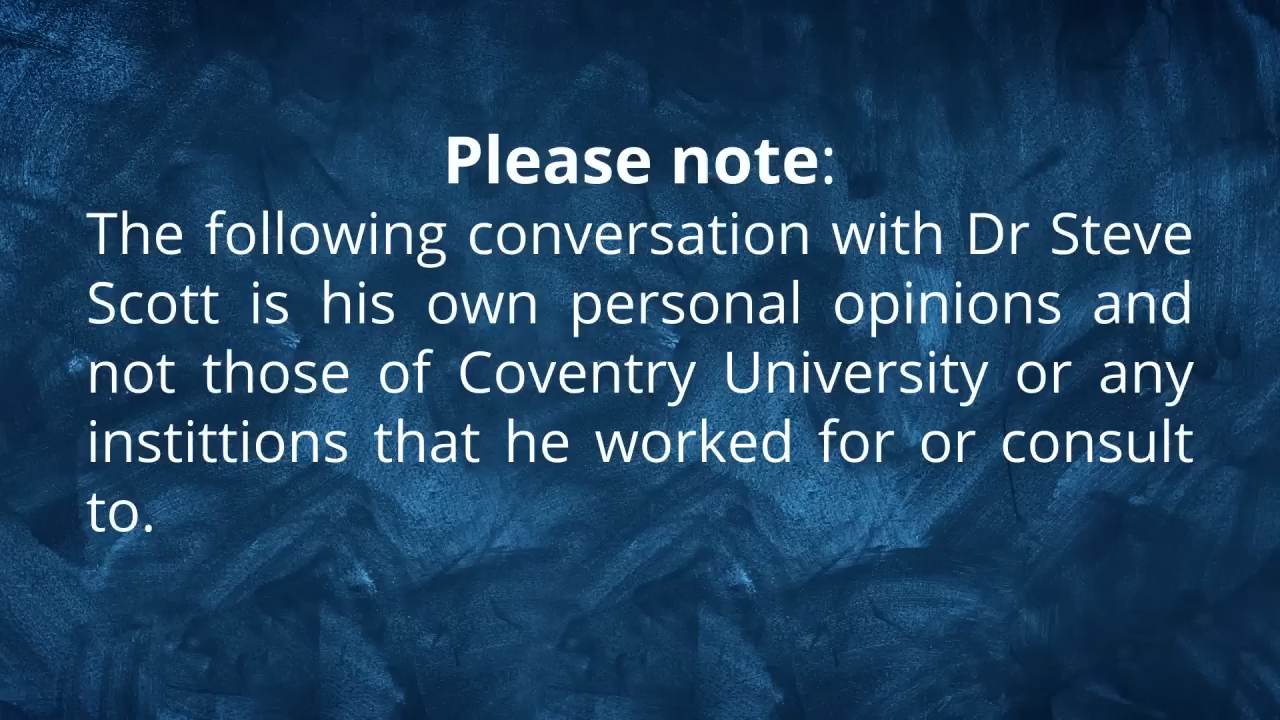 Please note:
The following conversation with Dr Steve
Scott is his own personal opinions and
not those of Coventry University or any
instittions that he worked for or consult
to.